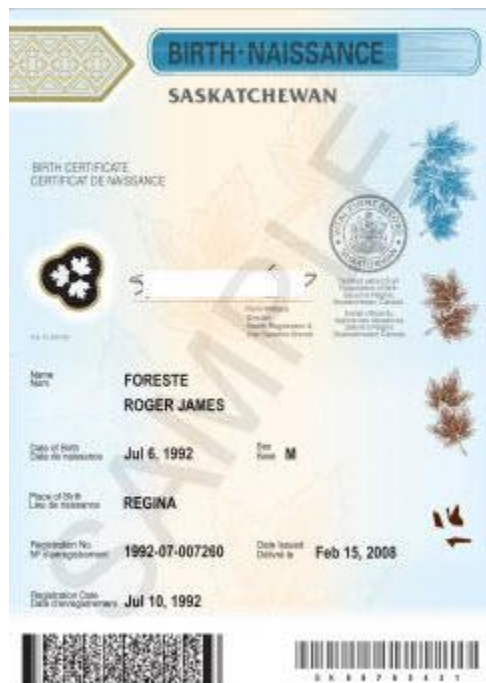 BIRTH•NAISSANCE
SASKATCHEWAN
BIRTH CERTIFICATE
CERTIFICAT DE NAISSANCE
Name
Nom
FORESTE
ROGER JAMES
Date of Birth
Date de naissance
Jul 6, 1992
Sex
Sexe
M
Place of Birth
Lieu de naissance
REGINA
Registration No.
Nº d'enregistrement
1992-07-007260
Date Issued
Délivré le
Feb 15, 2008
Registration Date
Date d'enregistrement
Jul 10, 1992
SAMPLE